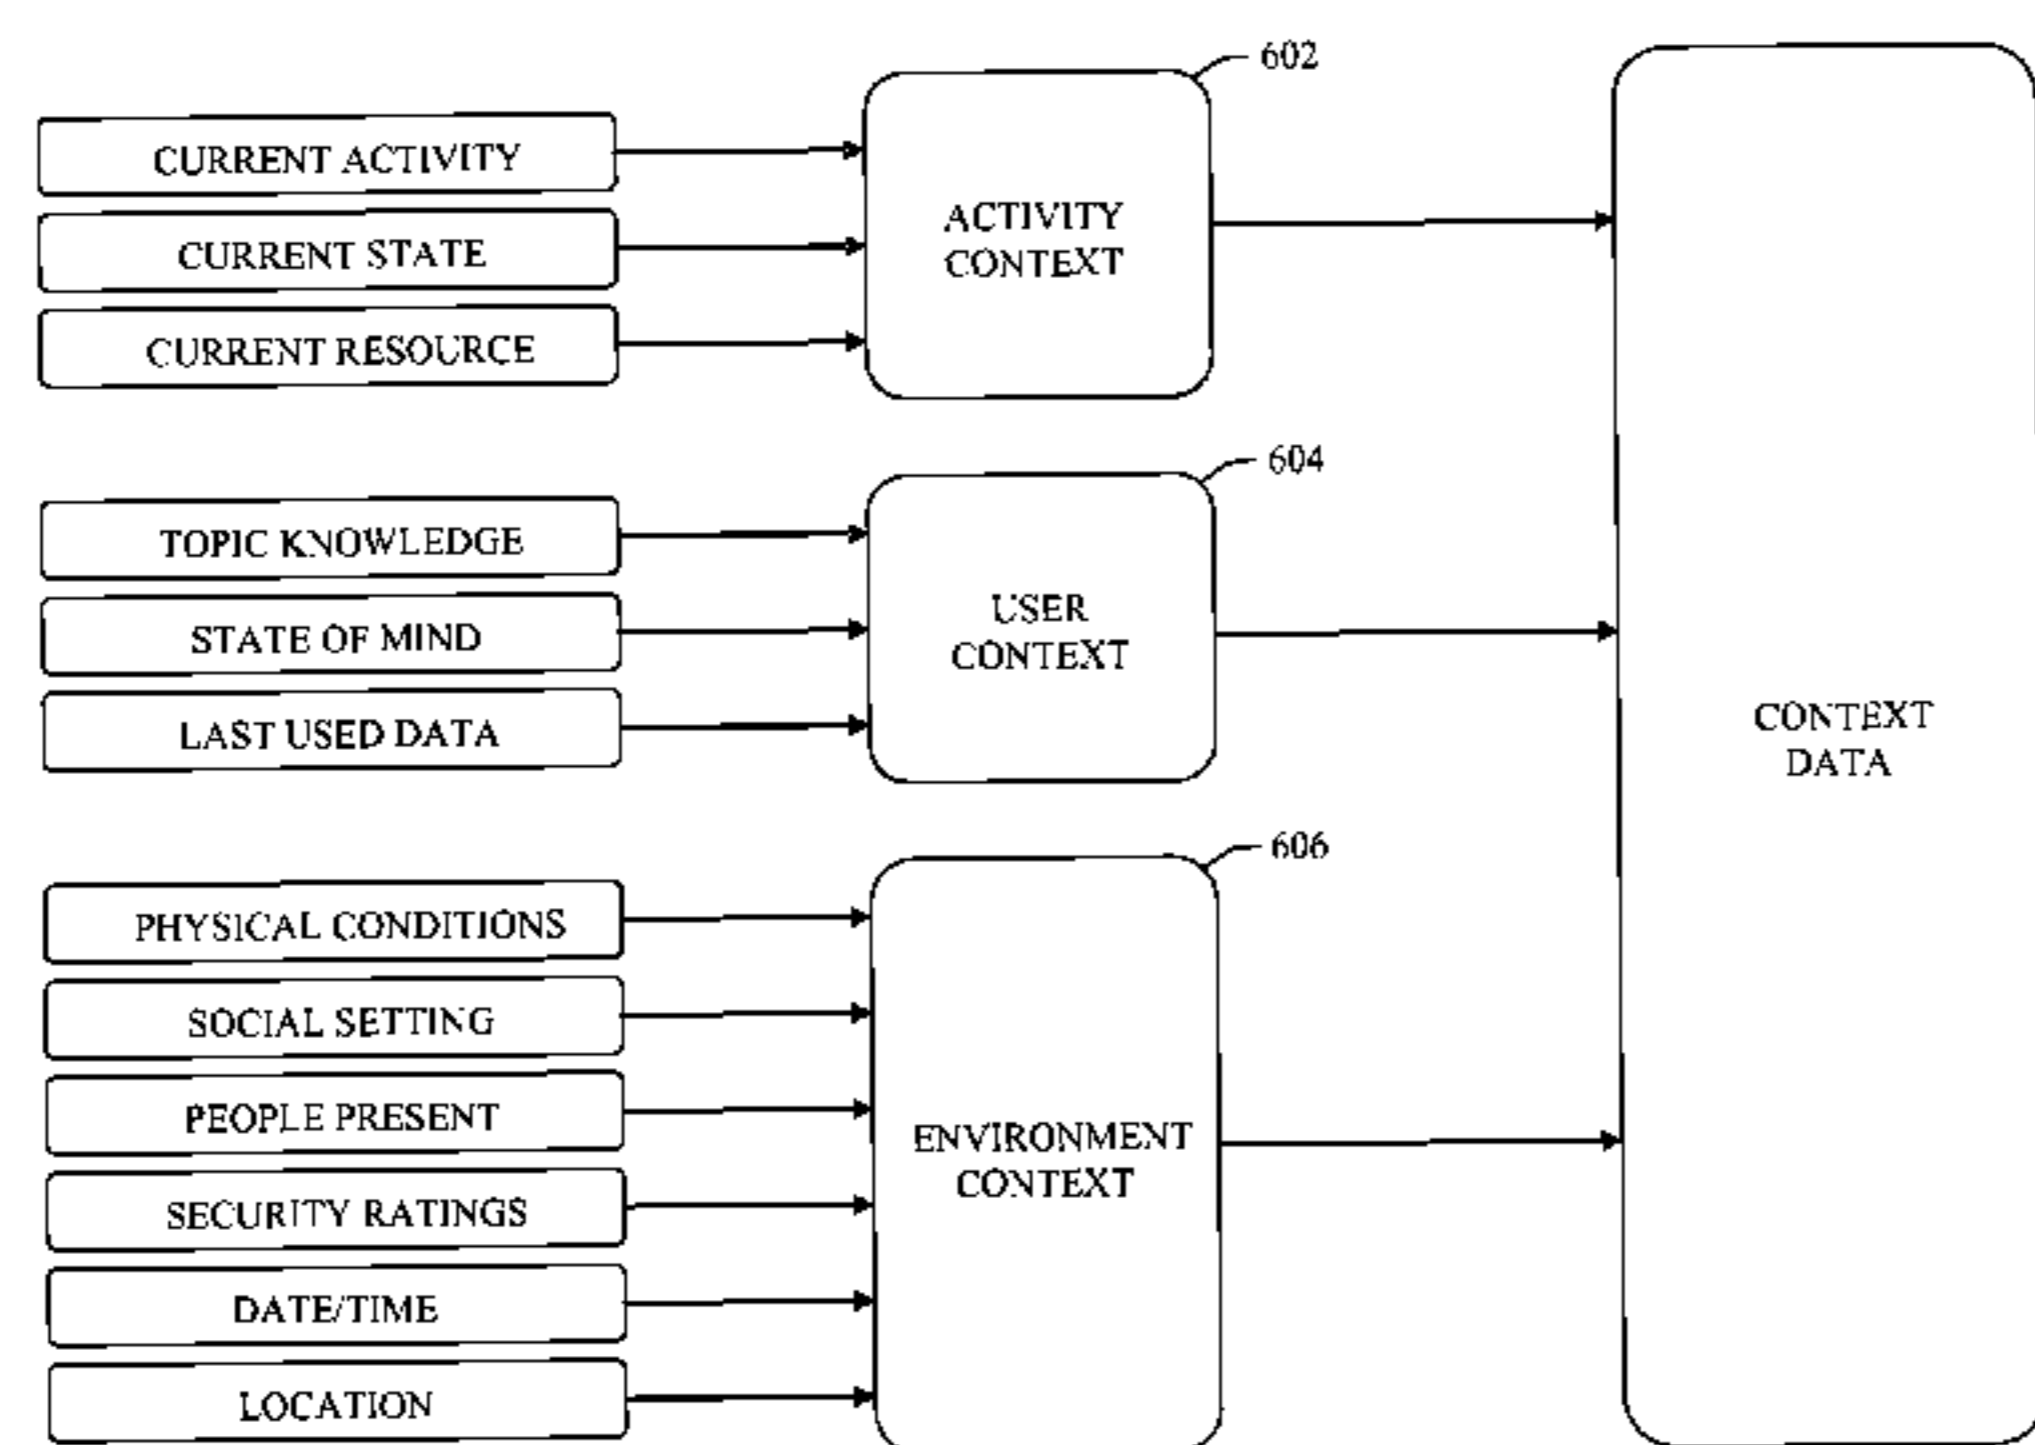 602
CURRENT ACTIVITY
CURRENT STATE
CURRENT RESOURCE
ACTIVITY
CONTEXT
604
TOPIC KNOWLEDGE
STATE OF MIND
LAST USED DATA
USER
CONTEXT
606
PHYSICAL CONDITIONS
SOCIAL SETTING
PEOPLE PRESENT
SECURITY RATINGS
DATE/TIME
LOCATION
ENVIRONMENT
CONTEXT
CONTEXT
DATA